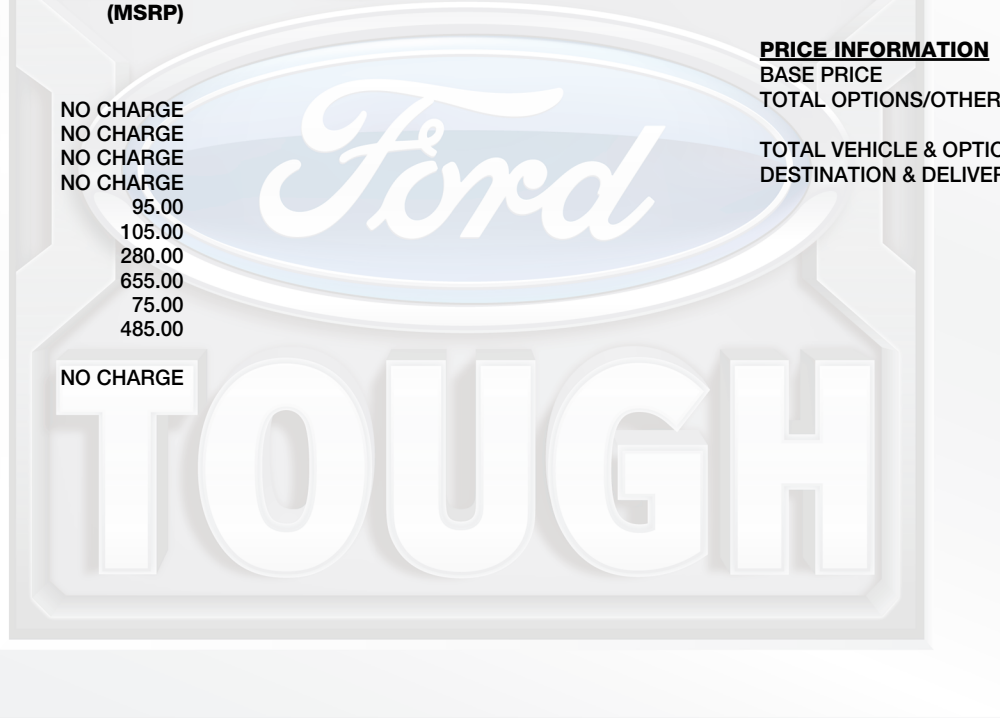 (MSRP)
NO CHARGE
NO CHARGE
NO CHARGE
NO CHARGE
95.00
105.00
280.00
655.00
75.00
485.00
NO CHARGE
PRICE INFORMATION
BASE PRICE
TOTAL OPTIONS/OTHER
TOTAL VEHICLE & OPTIO
DESTINATION & DELIVER
Ford
TOUGH